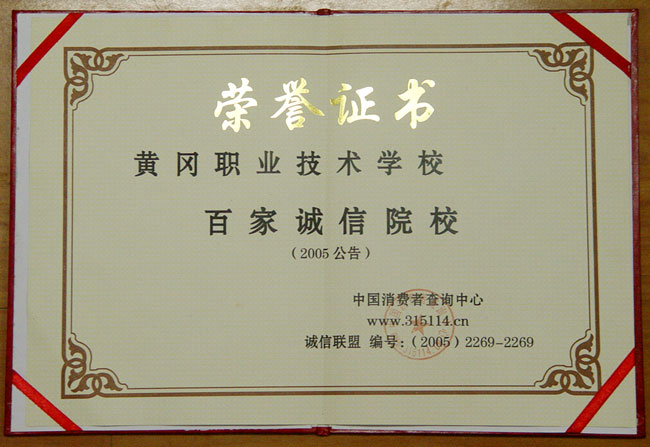 荣誉证书
黄冈职业技术学校
百家诚信院校
（2005公告）
中国消费者查询中心
www.315114.cn
诚信联盟 编号：（2005）2269-2269